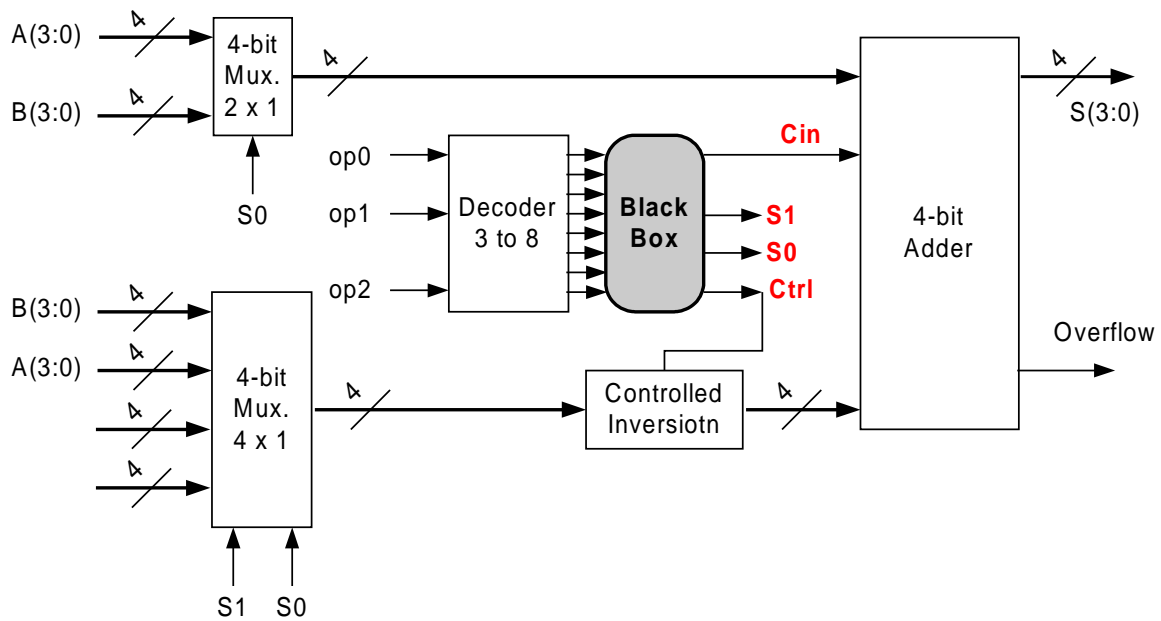 A(3:0)
4
B(3:0)
4
4-bit
Mux.
2 x 1
S0
4
op0
op1
op2
Decoder
3 to 8
Black
Box
Cin
S1
S0
Ctrl
4-bit
Adder
4
S(3:0)
Overflow
B(3:0)
4
A(3:0)
4
4
4
4-bit
Mux.
4 x 1
S1
S0
4
Controlled
Inversiotn
4